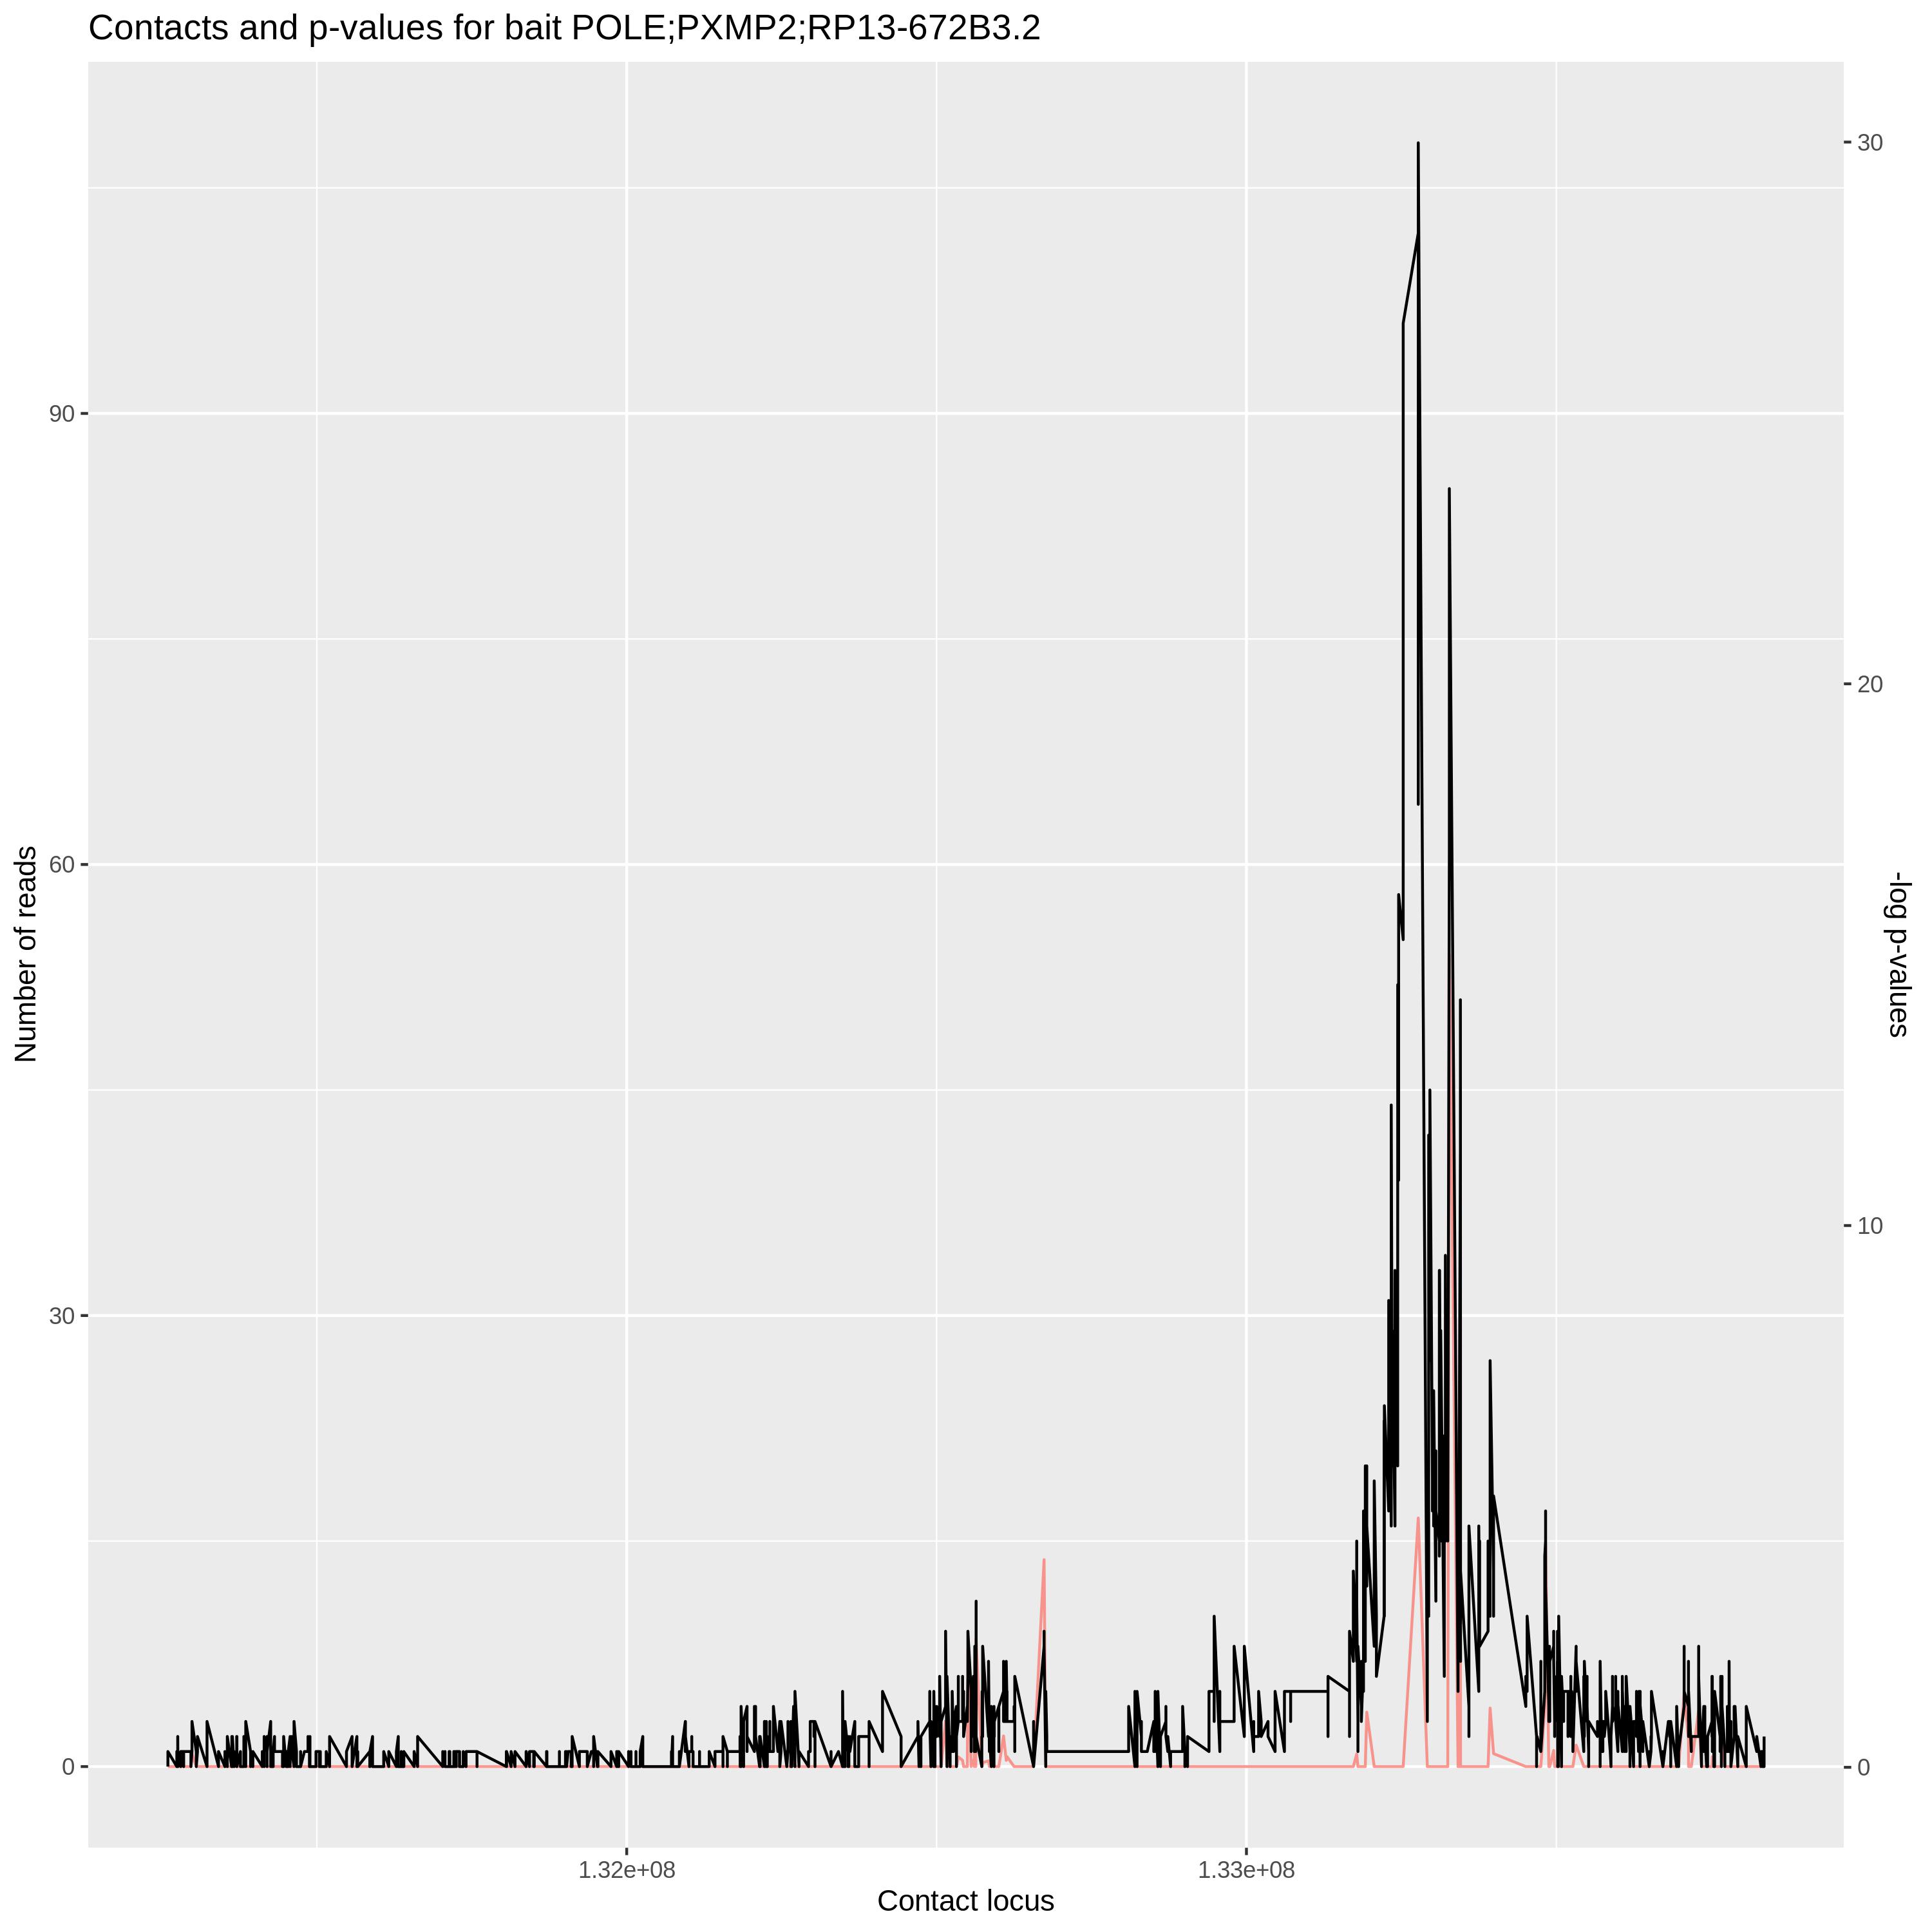 Contacts and p-values for bait POLE;PXMP2;RP13-672B3.2
30
90
20
60
Number of reads
-log p-values
10
30
0
0
1.32e+08
1.33e+08
Contact locus